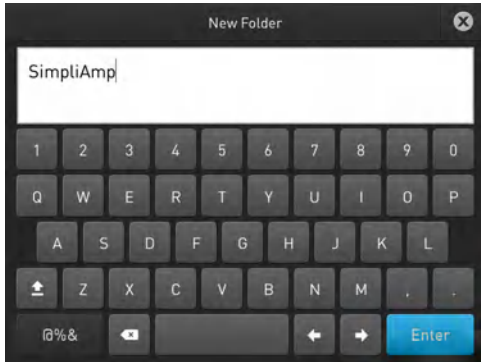 New Folder
SimpliAmp
1 2 3 4 5 6 7 8 9 0
Q W E R T Y U I O P
A S D F G H J K L
Z X C V B N M , .
@%& Enter